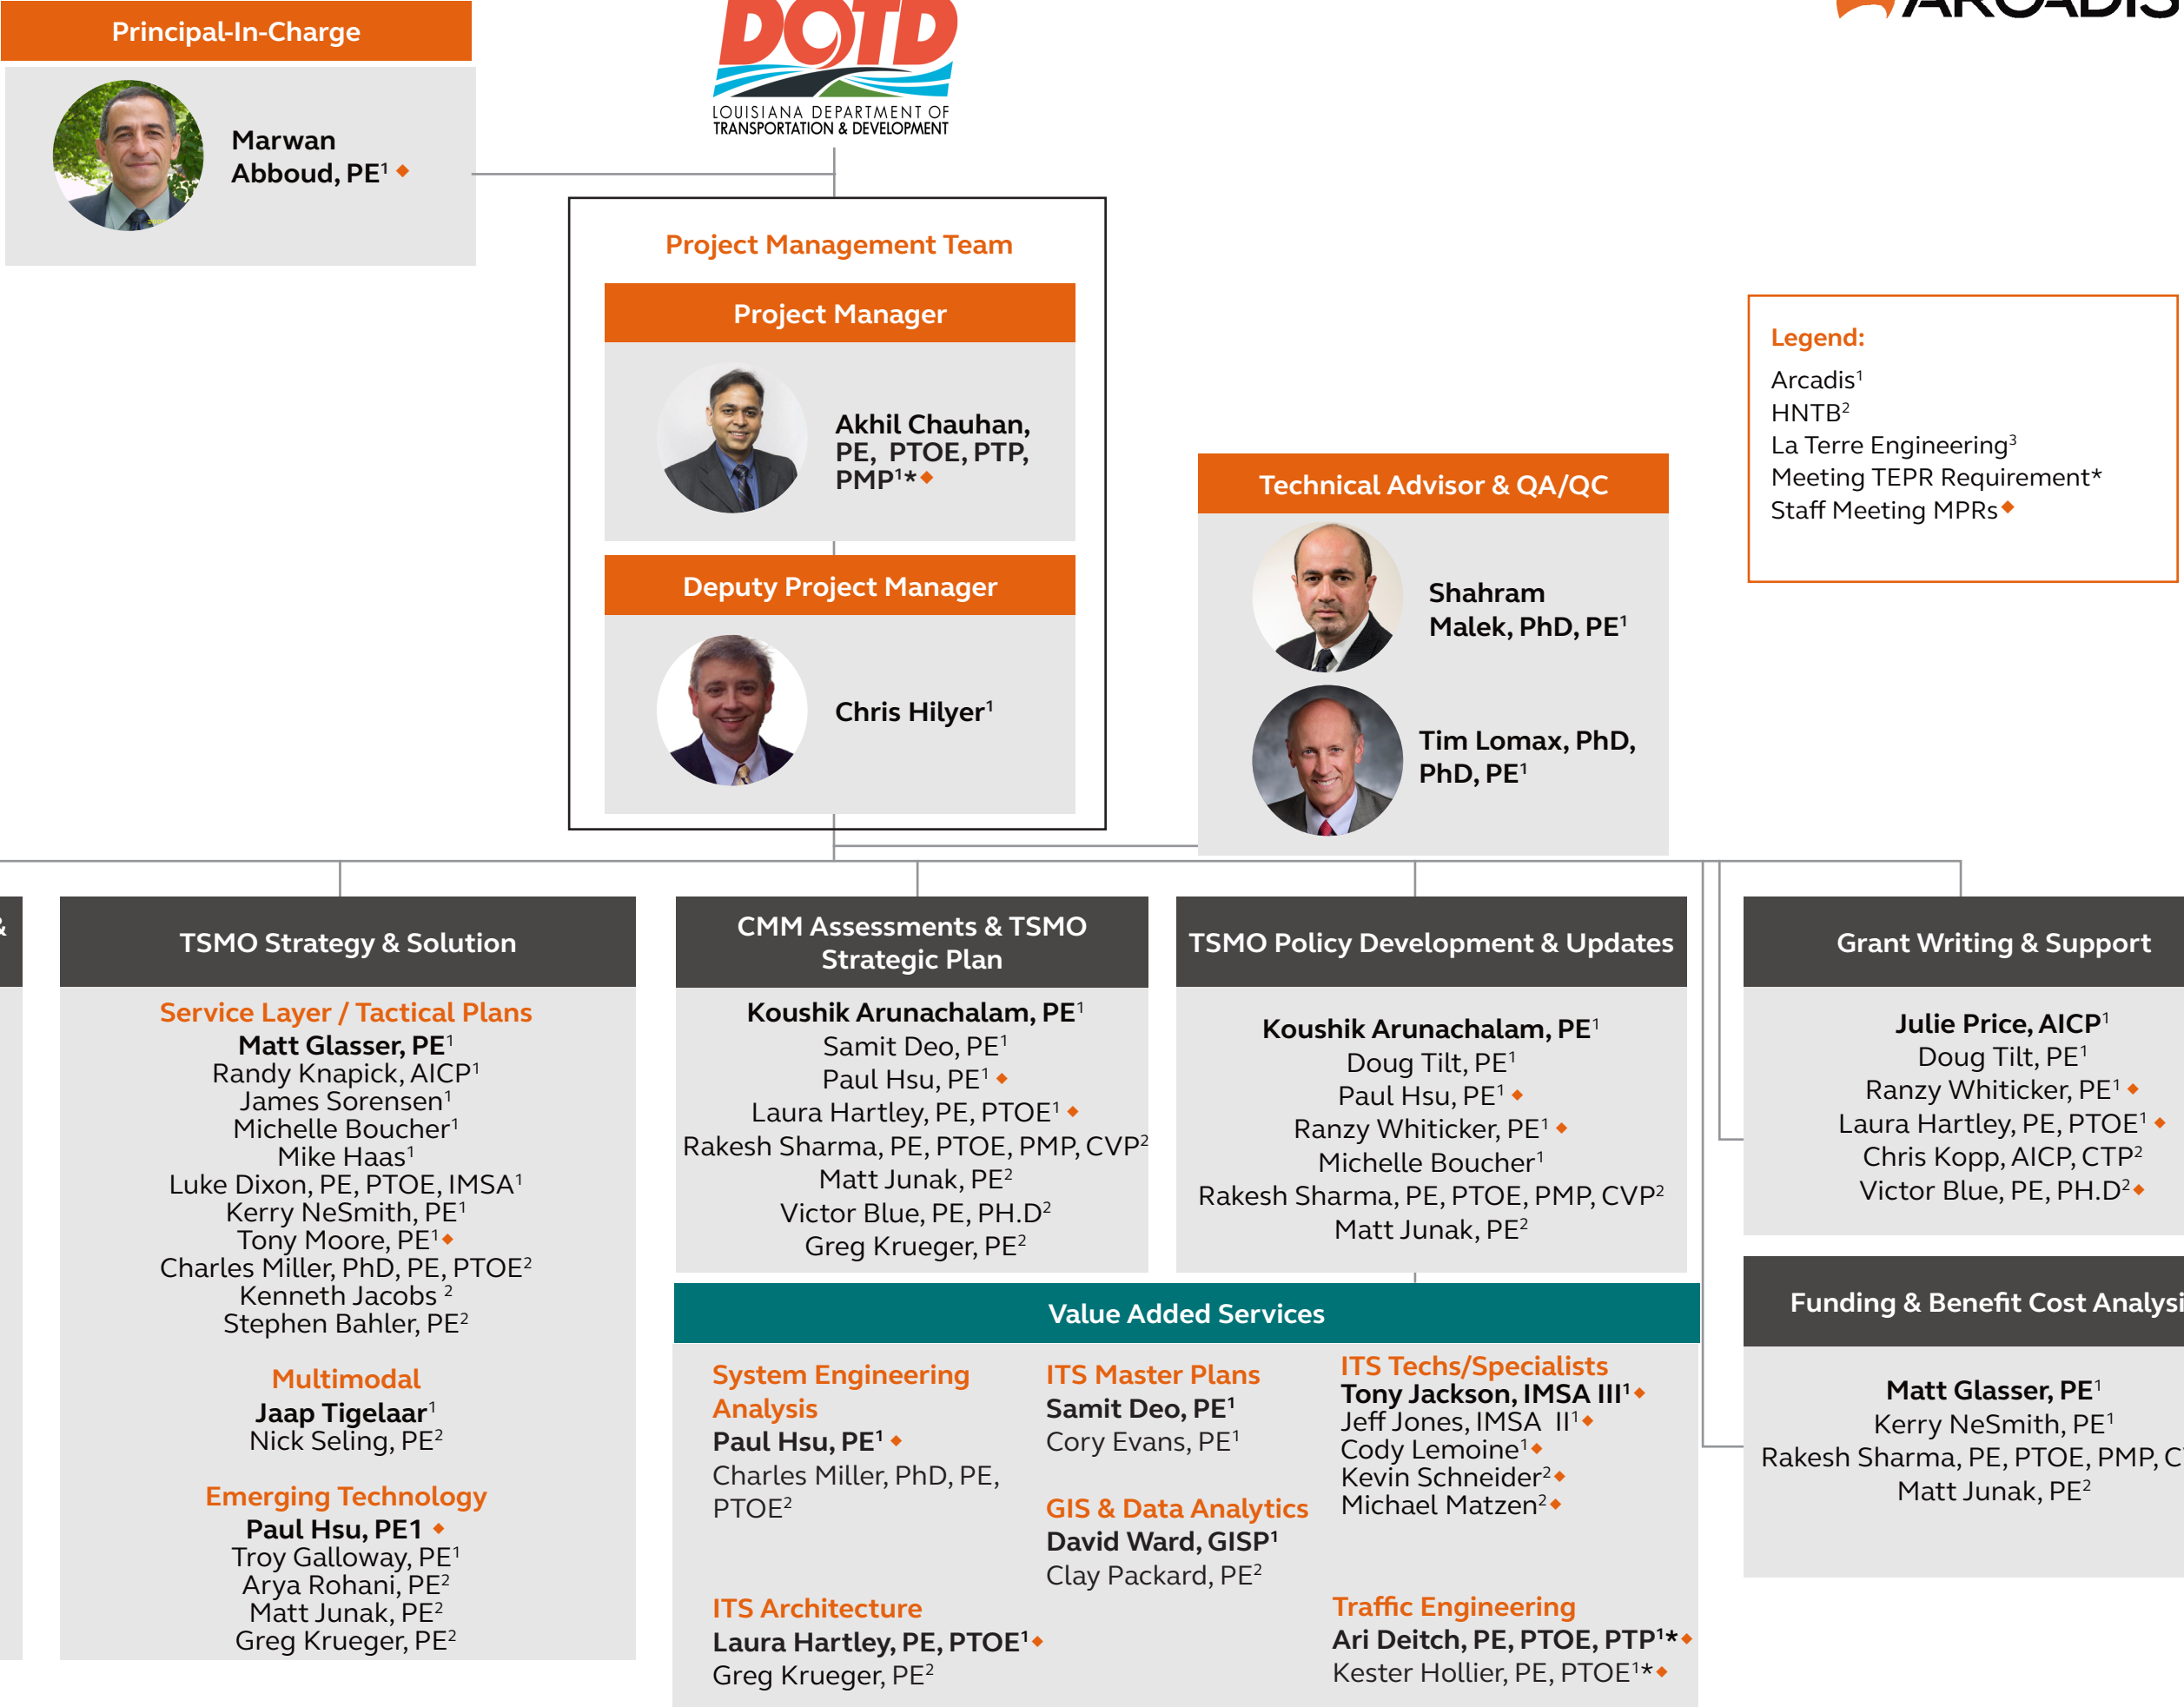 Principal-In-Charge
Marwan
Abboud, PE¹ ◆
DOTD
LOUISIANA DEPARTMENT OF
TRANSPORTATION & DEVELOPMENT
ARCADIS
Project Management Team
Project Manager
Akhil Chauhan,
PE, PTOE, PTP,
PMP¹*◆
Deputy Project Manager
Chris Hilyer¹
Technical Advisor & QA/QC
Shahram
Malek, PhD, PE¹
Tim Lomax, PhD,
PhD, PE¹
Legend:
Arcadis¹
HNTB²
La Terre Engineering³
Meeting TEPR Requirement*
Staff Meeting MPRs◆
&
TSMO Strategy & Solution
Service Layer / Tactical Plans
Matt Glasser, PE¹
Randy Knapick, AICP¹
James Sorensen¹
Michelle Boucher¹
Mike Haas¹
Luke Dixon, PE, PTOE, IMSA¹
Kerry NeSmith, PE¹
Tony Moore, PE¹◆
Charles Miller, PhD, PE, PTOE²
Kenneth Jacobs ²
Stephen Bahler, PE²
Multimodal
Jaap Tigelaar¹
Nick Seling, PE²
Emerging Technology
Paul Hsu, PE1 ◆
Troy Galloway, PE¹
Arya Rohani, PE²
Matt Junak, PE²
Greg Krueger, PE²
CMM Assessments & TSMO
Strategic Plan
Koushik Arunachalam, PE¹
Samit Deo, PE¹
Paul Hsu, PE¹ ◆
Laura Hartley, PE, PTOE¹ ◆
Rakesh Sharma, PE, PTOE, PMP, CVP²
Matt Junak, PE²
Victor Blue, PE, PH.D²
Greg Krueger, PE²
TSMO Policy Development & Updates
Koushik Arunachalam, PE¹
Doug Tilt, PE¹
Paul Hsu, PE¹ ◆
Ranzy Whiticker, PE¹ ◆
Michelle Boucher¹
Rakesh Sharma, PE, PTOE, PMP, CVP²
Matt Junak, PE²
Grant Writing & Support
Julie Price, AICP¹
Doug Tilt, PE¹
Ranzy Whiticker, PE¹ ◆
Laura Hartley, PE, PTOE¹ ◆
Chris Kopp, AICP, CTP²
Victor Blue, PE, PH.D²◆
Funding & Benefit Cost Analysi
Matt Glasser, PE¹
Kerry NeSmith, PE¹
Rakesh Sharma, PE, PTOE, PMP, C
Matt Junak, PE²
Value Added Services
System Engineering
Analysis
Paul Hsu, PE¹ ◆
Charles Miller, PhD, PE,
PTOE²
ITS Architecture
Laura Hartley, PE, PTOE¹◆
Greg Krueger, PE²
ITS Master Plans
Samit Deo, PE¹
Cory Evans, PE¹
GIS & Data Analytics
David Ward, GISP¹
Clay Packard, PE²
ITS Techs/Specialists
Tony Jackson, IMSA III¹◆
Jeff Jones, IMSA II¹◆
Cody Lemoine¹◆
Kevin Schneider²◆
Michael Matzen²◆
Traffic Engineering
Ari Deitch, PE, PTOE, PTP¹*◆
Kester Hollier, PE, PTOE¹*◆